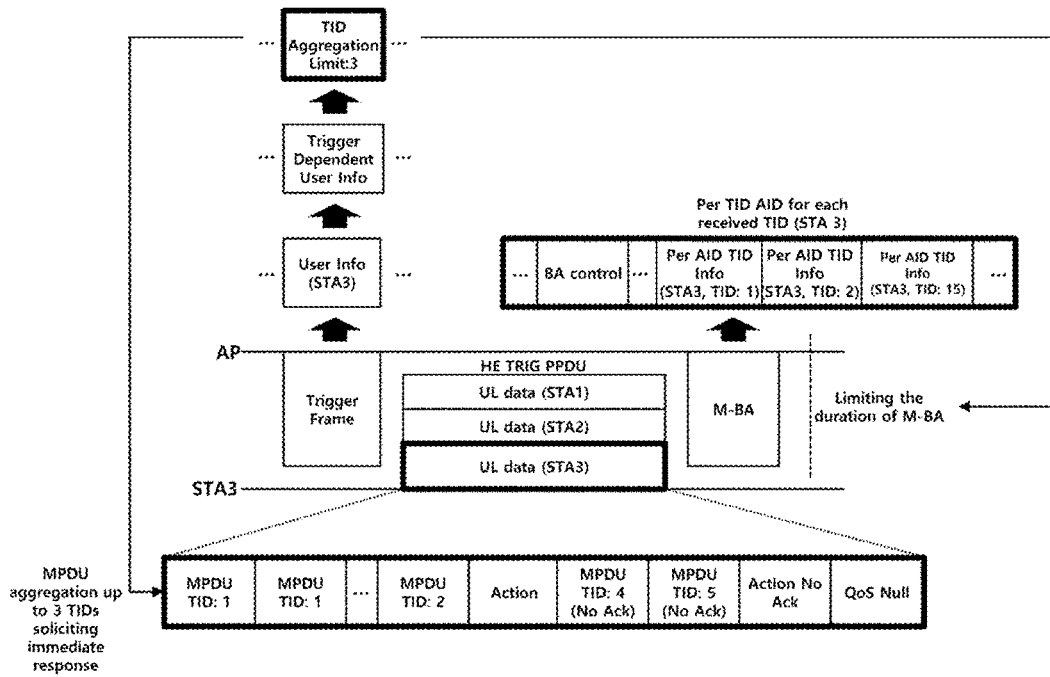 TID
... Aggregation ...
Limit:3
Trigger
... Dependent ...
User Info
Per TID AID for each
received TID (STA 3)
... User Info ...
(STA3)
... BA control ... Per AID TID Info (STA3, TID: 1) Per AID TID Info (STA3, TID: 2) Per AID TID Info (STA3, TID: 15) ...
AP
HE TRIG PPDU
Trigger
Frame
UL data (STA1)
UL data (STA2)
UL data (STA3)
M-BA
Limiting the
duration of M-BA
STA3
MPDU
aggregation up
to 3 TIDs
soliciting
immediate
response
MPDU TID: 1
MPDU TID: 1
...
MPDU TID: 2
Action
MPDU TID: 4 (No Ack)
MPDU TID: 5 (No Ack)
Action No Ack
QoS Null